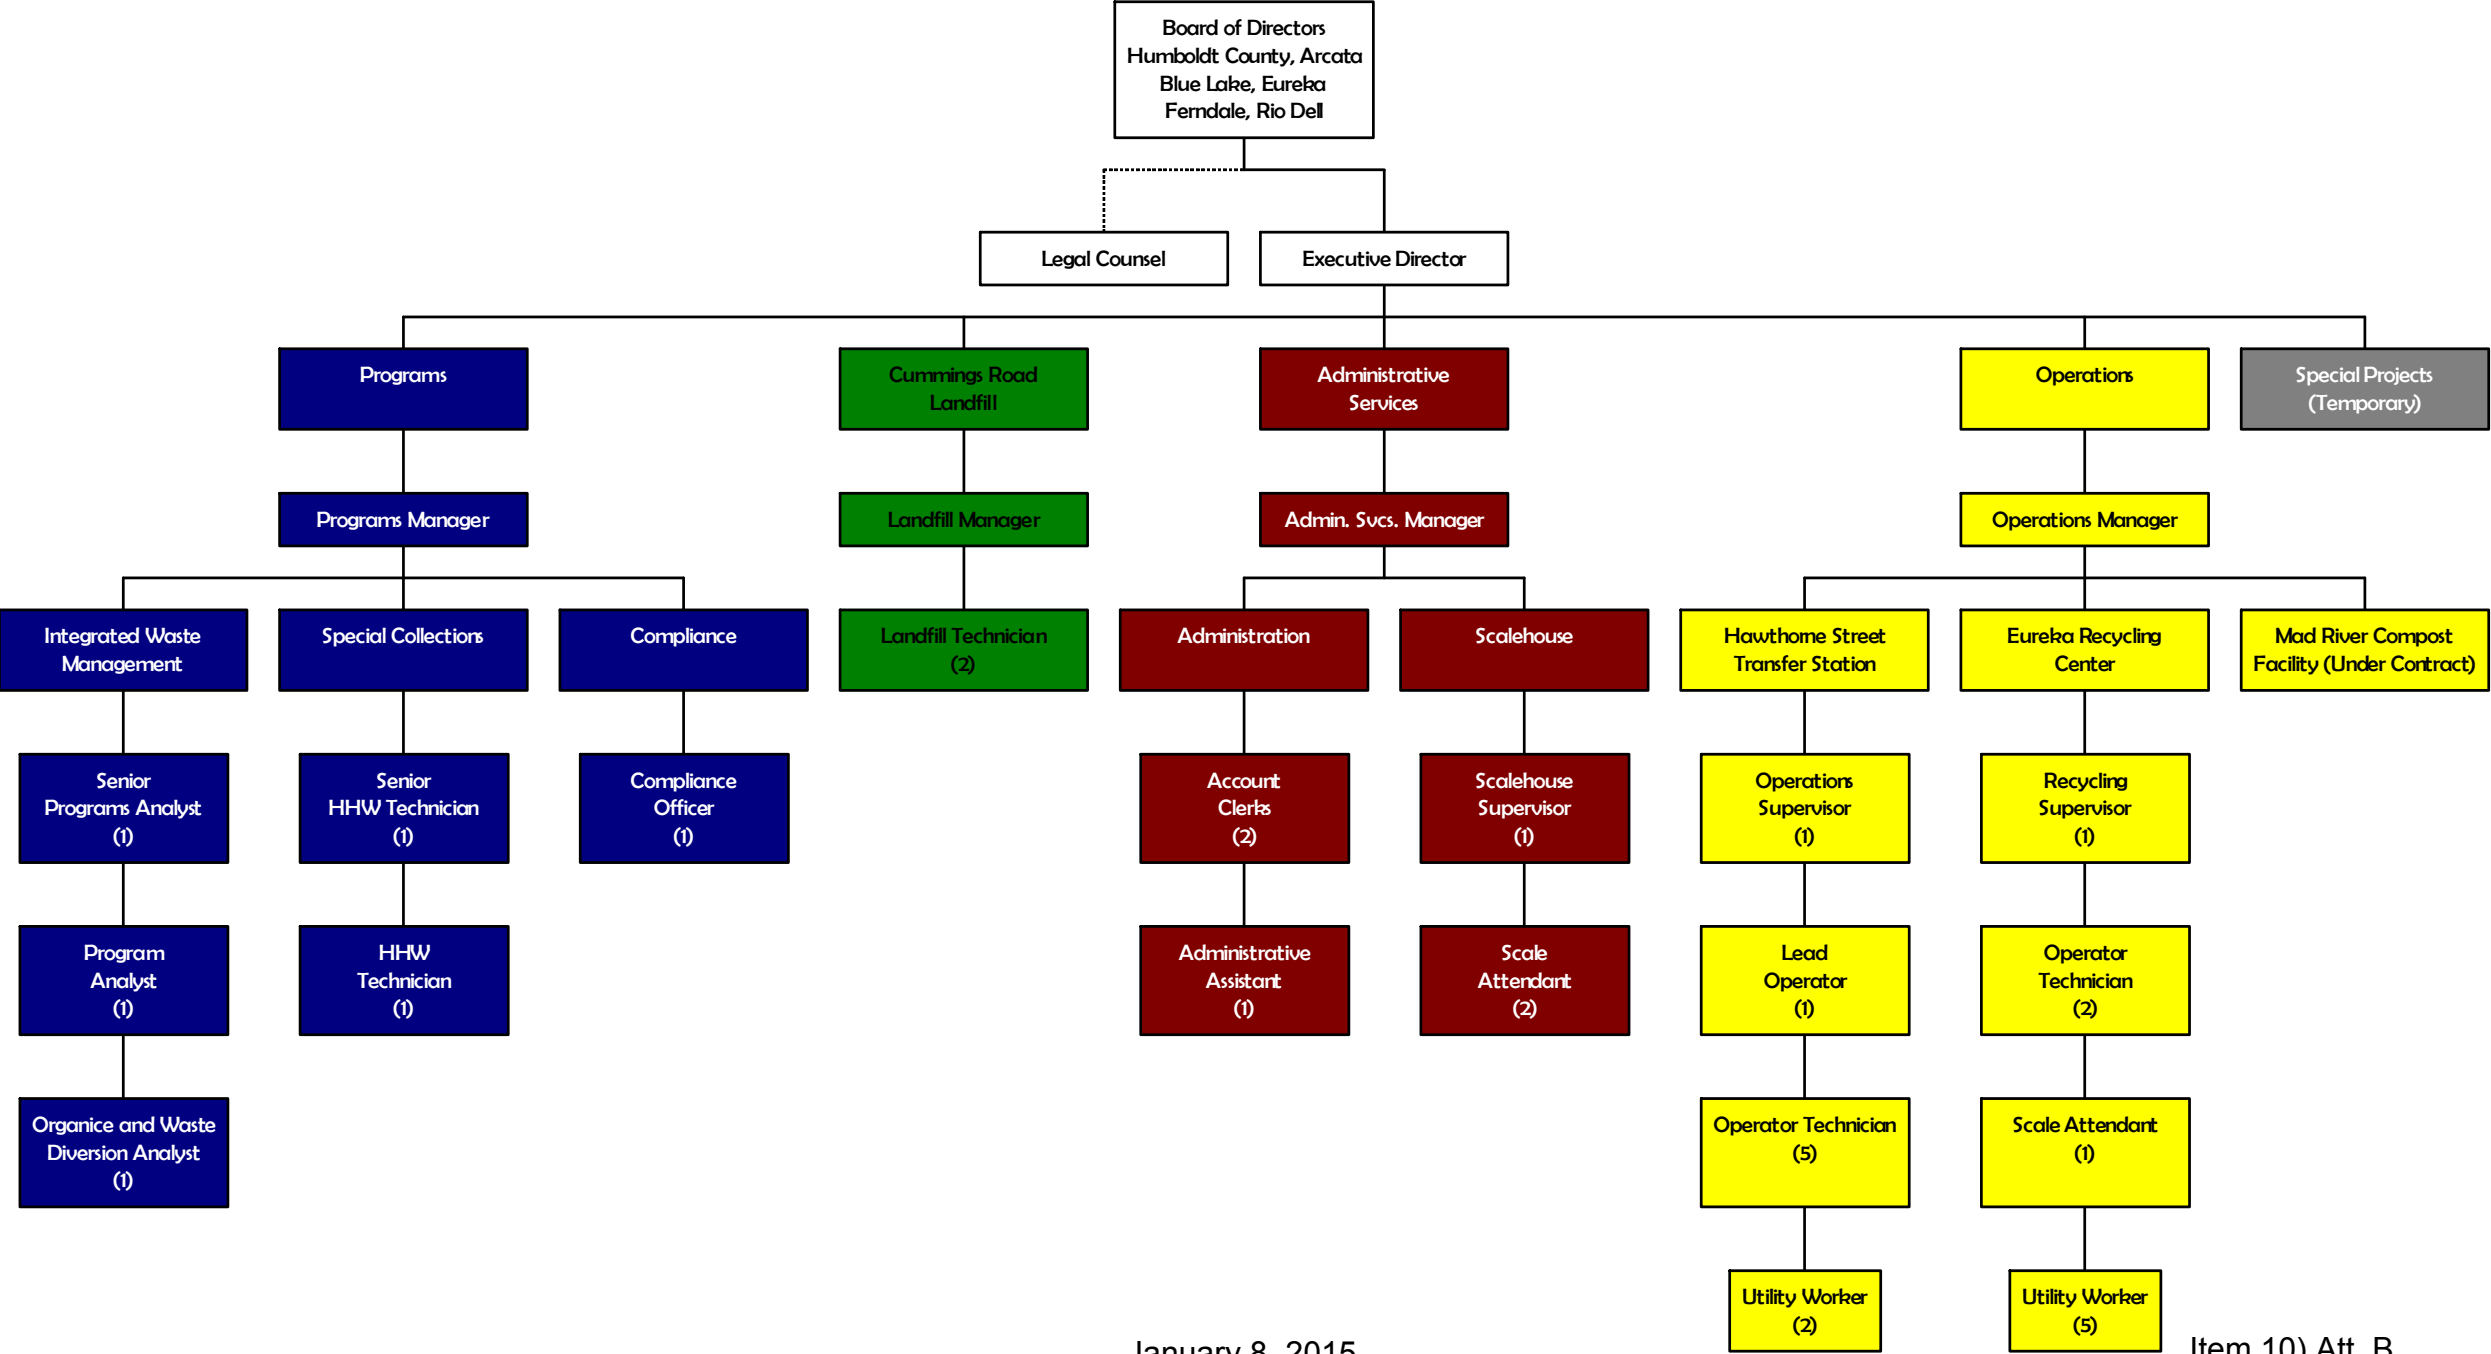 Board of Directors
Humboldt County, Arcata
Blue Lake, Eureka
Ferndale, Rio Dell
Legal Counsel
Executive Director
Programs
Cummings Road
Landfill
Administrative
Services
Operations
Special Projects
(Temporary)
Programs Manager
Landfill Manager
Admin. Svcs. Manager
Operations Manager
Integrated Waste
Management
Special Collections
Compliance
Landfill Technician
(2)
Administration
Scalehouse
Hawthorne Street
Transfer Station
Eureka Recycling
Center
Mad River Compost
Facility (Under Contract)
Senior
Programs Analyst
(1)
Senior
HHW Technician
(1)
Compliance
Officer
(1)
Account
Clerks
(2)
Scalehouse
Supervisor
(1)
Operations
Supervisor
(1)
Recycling
Supervisor
(1)
Program
Analyst
(1)
HHW
Technician
(1)
Administrative
Assistant
(1)
Scale
Attendant
(2)
Lead
Operator
(1)
Operator
Technician
(2)
Organice and Waste
Diversion Analyst
(1)
Operator Technician
(5)
Scale Attendant
(1)
Utility Worker
(2)
Utility Worker
(5)
January 8, 2015
Item 10) Att. B